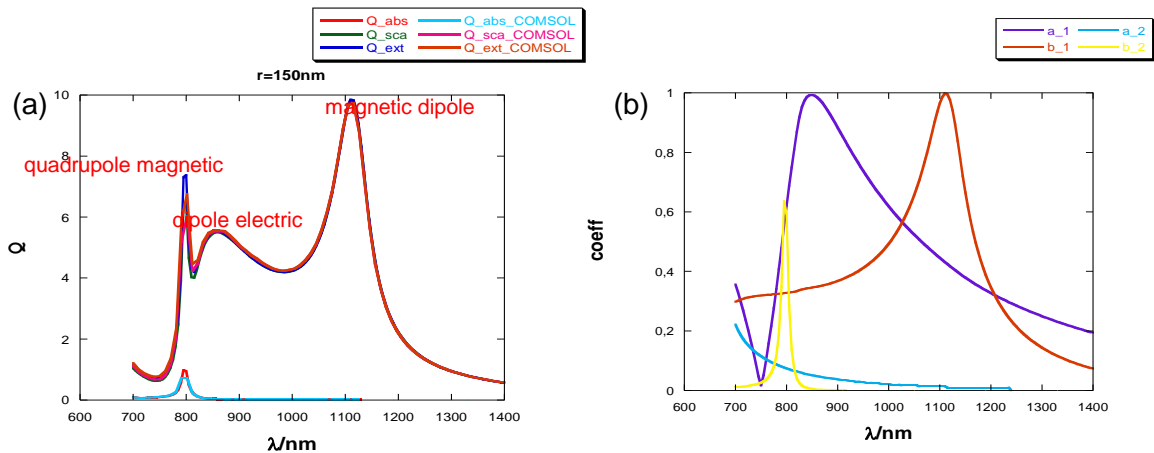 Q_abs Q_abs_COMSOL
Q_sca Q_sca_COMSOL
Q_ext Q_ext_COMSOL
r=150nm
(a)
magnetic dipole
quadrupole magnetic
dipole electric
Q
10
8
6
4
2
0
600 700 800 900 1000 1100 1200 1300 1400
λ/nm
a_1 a_2
b_1 b_2
(b)
coeff
1
0,8
0,6
0,4
0,2
0
600 700 800 900 1000 1100 1200 1300 1400
λ/nm